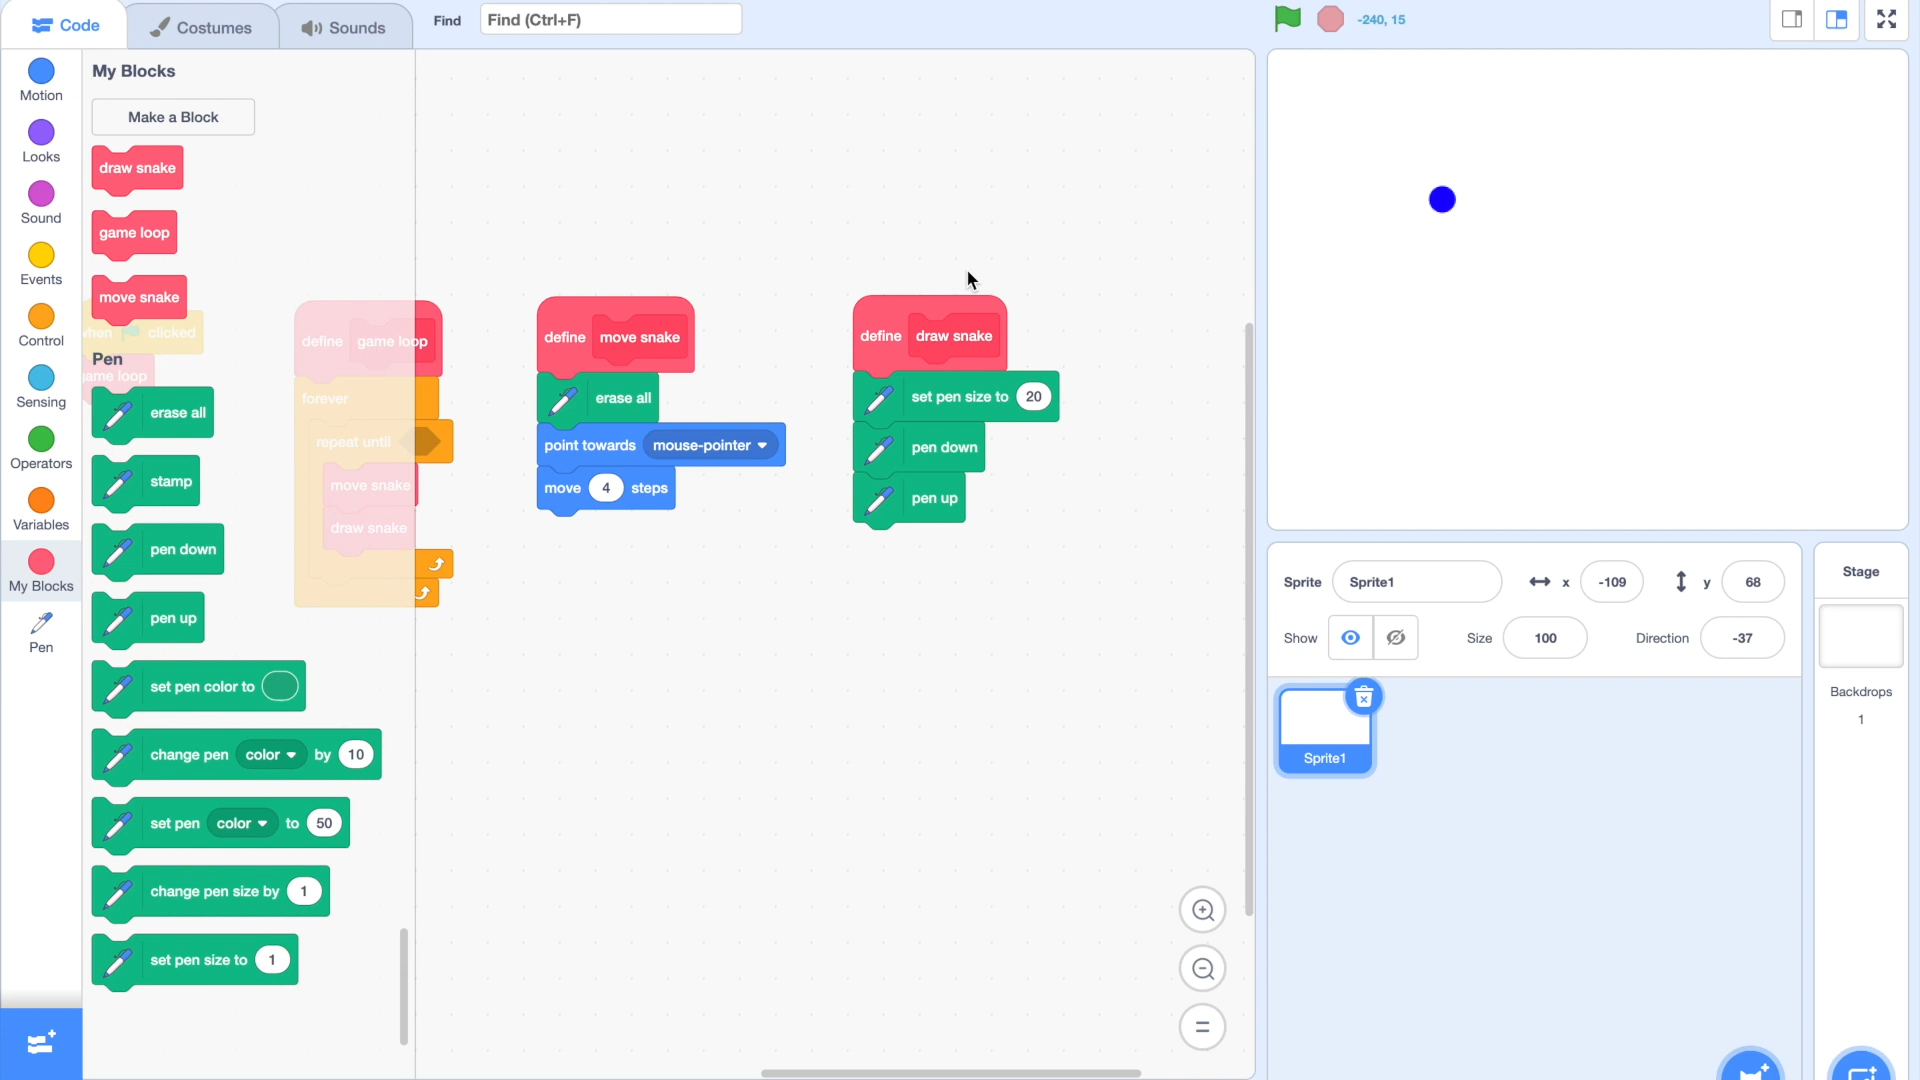 Code
Costumes
Sounds
Find
Find (Ctrl+F)
-240, 15
Motion
Looks
Sound
Events
Control
Sensing
Operators
Variables
My Blocks
Pen
My Blocks
Make a Block
draw snake
game loop
move snake
Pen
erase all
stamp
pen down
pen up
set pen color to
change pen color by 10
set pen color to 50
change pen size by 1
set pen size to 1
when clicked
game loop
define game loop
forever
repeat until
move snake
draw snake
define move snake
erase all
point towards mouse-pointer
move 4 steps
define draw snake
set pen size to 20
pen down
pen up
Sprite Sprite1 x -109 y 68
Show Size 100 Direction -37
Sprite1
Stage
Backdrops
1